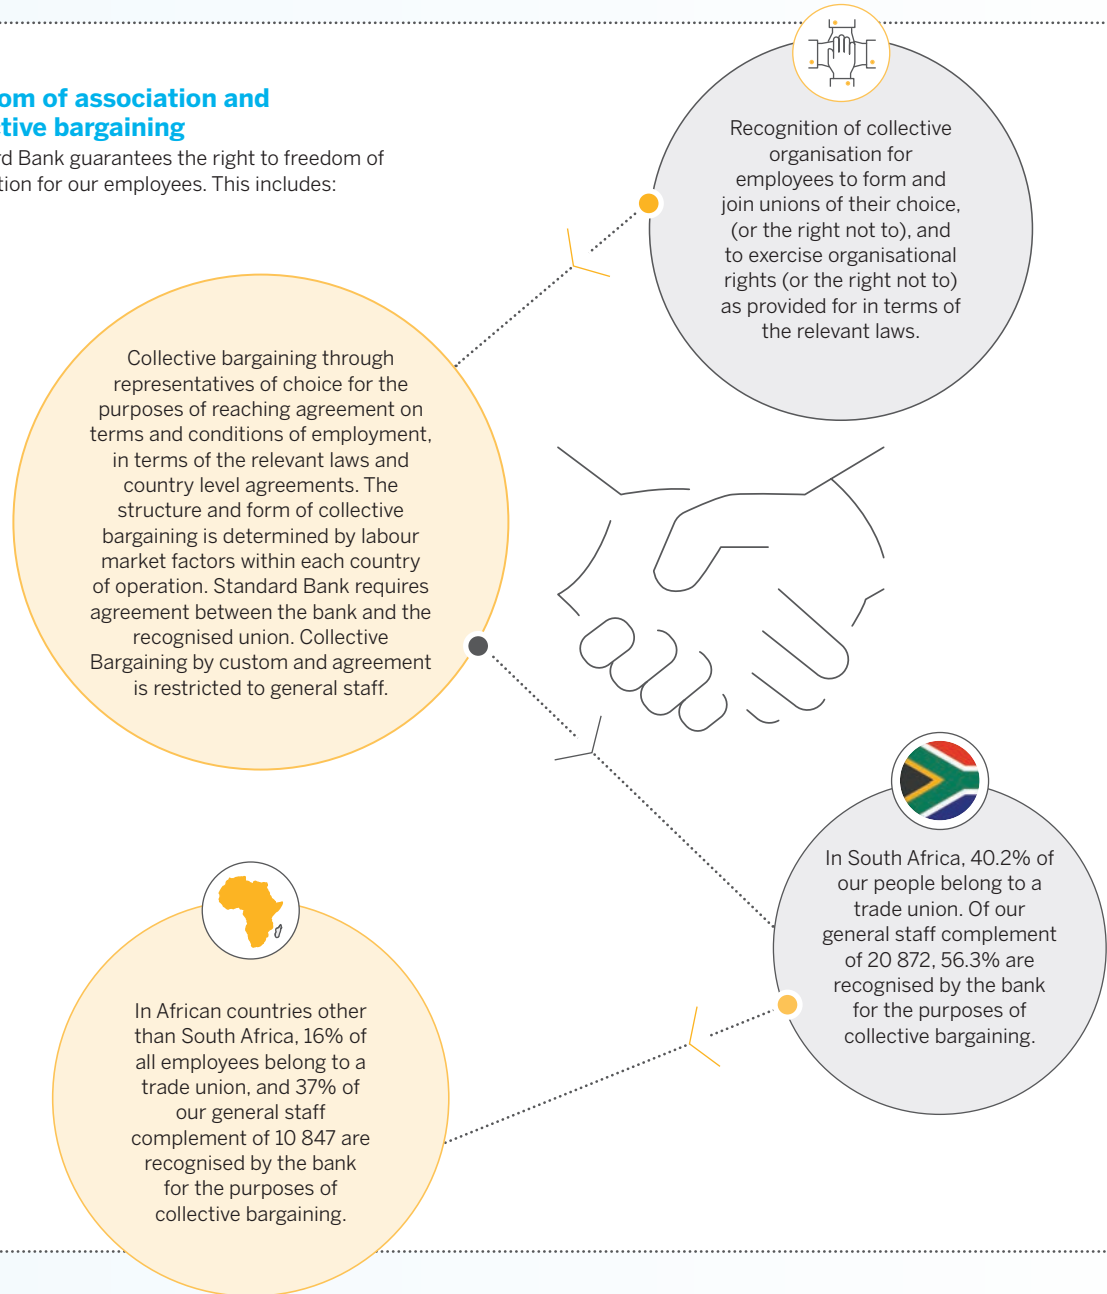 om of association and
ctive bargaining
rd Bank guarantees the right to freedom of
tion for our employees. This includes:
Recognition of collective
organisation for
employees to form and
join unions of their choice,
(or the right not to), and
to exercise organisational
rights (or the right not to)
as provided for in terms of
the relevant laws.
Collective bargaining through
representatives of choice for the
purposes of reaching agreement on
terms and conditions of employment,
in terms of the relevant laws and
country level agreements. The
structure and form of collective
bargaining is determined by labour
market factors within each country
of operation. Standard Bank requires
agreement between the bank and the
recognised union. Collective
Bargaining by custom and agreement
is restricted to general staff.
In South Africa, 40.2% of
our people belong to a
trade union. Of our
general staff complement
of 20 872, 56.3% are
recognised by the bank
for the purposes of
collective bargaining.
In African countries other
than South Africa, 16% of
all employees belong to a
trade union, and 37% of
our general staff
complement of 10 847 are
recognised by the bank
for the purposes of
collective bargaining.